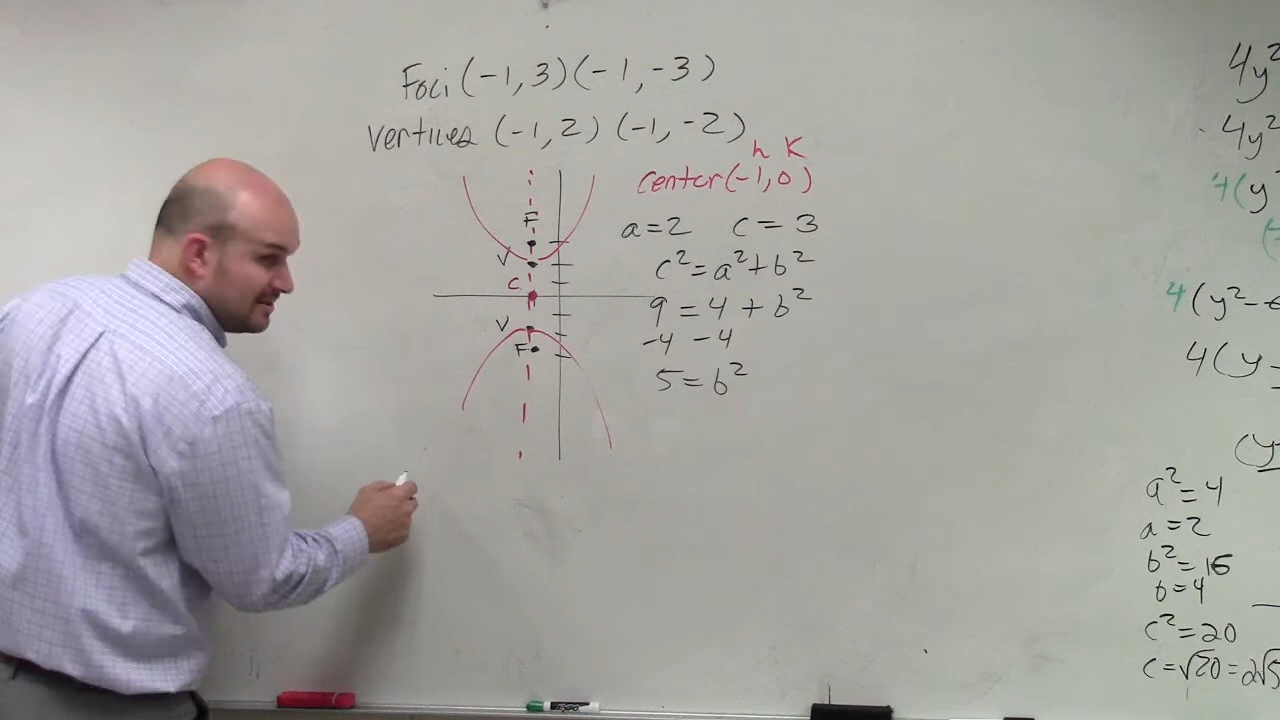 Foci (-1, 3) (-1, -3)
vertices (-1, 2) (-1, -2)
h K
center (-1, 0)
a = 2 c = 3
c² = a² + b²
9 = 4 + b²
-4 -4
5 = b²
F
V
C
V
F
4y²
4y²
4(y²
4(y² -
4(y -
(y
a² = 4
a = 2
b² = 16
b = 4
c² = 20
c = √20 = 2√5